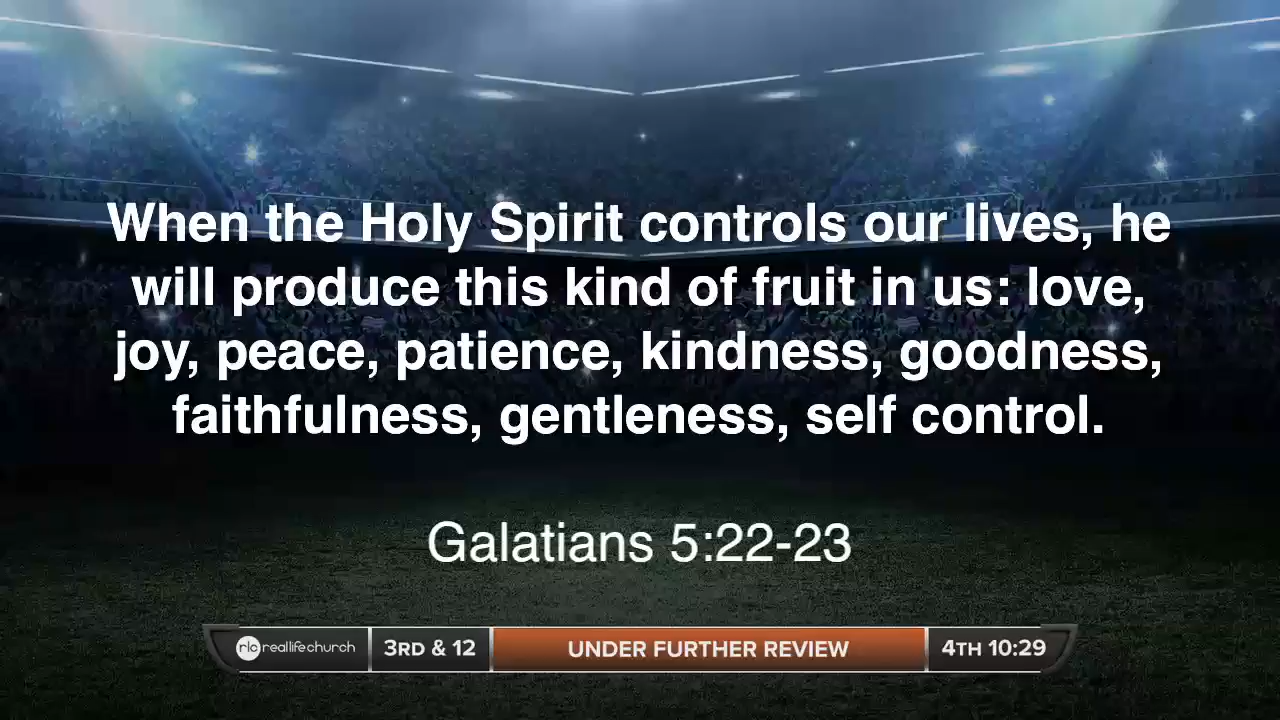 When the Holy Spirit controls our lives, he
will produce this kind of fruit in us: love,
joy, peace, patience, kindness, goodness,
faithfulness, gentleness, self control.
Galatians 5:22-23
rlc reallifechurch 3RD & 12 UNDER FURTHER REVIEW 4TH 10:29